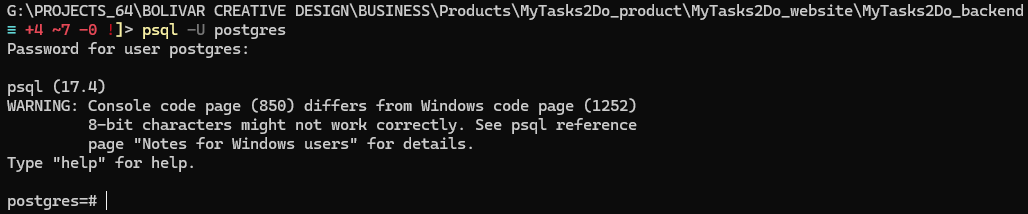 G:\PROJECTS_64\BOLIVAR CREATIVE DESIGN\BUSINESS\Products\MyTasks2Do_product\MyTasks2Do_website\MyTasks2Do_backend
≡ +4 ~7 -0 !]> psql -U postgres
Password for user postgres:
psql (17.4)
WARNING: Console code page (850) differs from Windows code page (1252)
         8-bit characters might not work correctly. See psql reference
         page "Notes for Windows users" for details.
Type "help" for help.
postgres=#